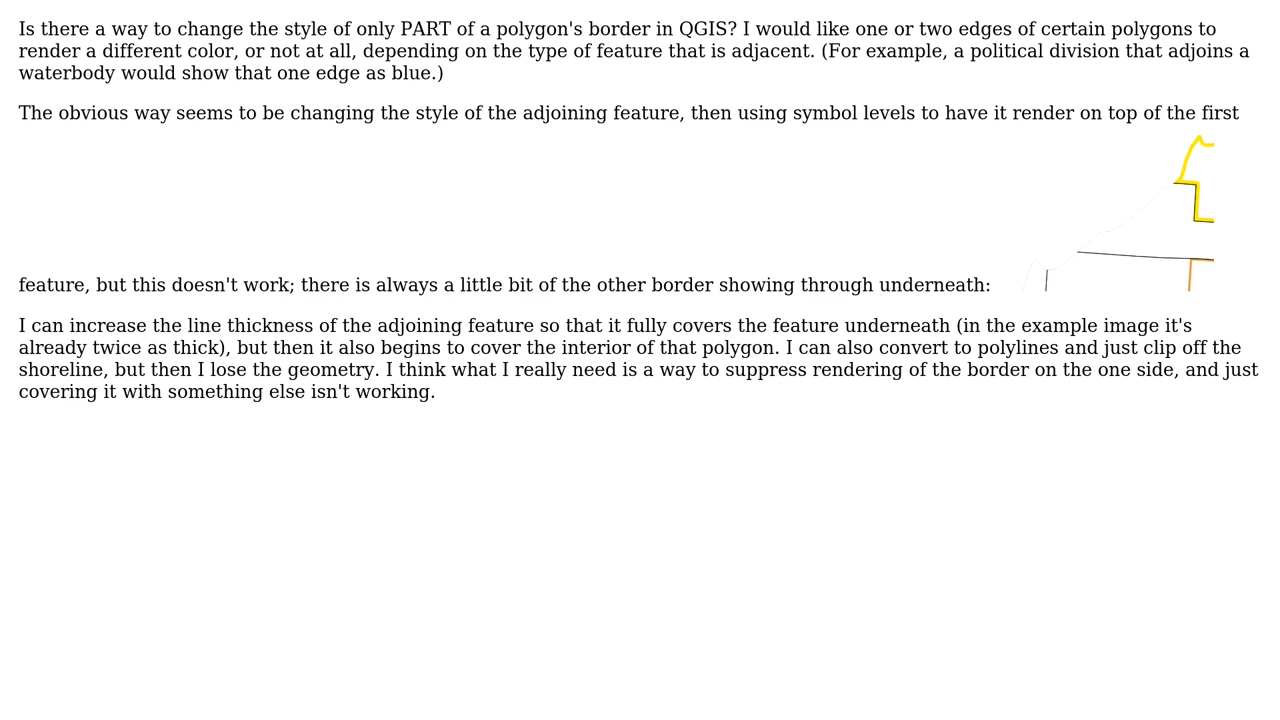 Is there a way to change the style of only PART of a polygon's border in QGIS? I would like one or two edges of certain polygons to
render a different color, or not at all, depending on the type of feature that is adjacent. (For example, a political division that adjoins a
waterbody would show that one edge as blue.)
The obvious way seems to be changing the style of the adjoining feature, then using symbol levels to have it render on top of the first
feature, but this doesn't work; there is always a little bit of the other border showing through underneath:
I can increase the line thickness of the adjoining feature so that it fully covers the feature underneath (in the example image it's
already twice as thick), but then it also begins to cover the interior of that polygon. I can also convert to polylines and just clip off the
shoreline, but then I lose the geometry. I think what I really need is a way to suppress rendering of the border on the one side, and just
covering it with something else isn't working.